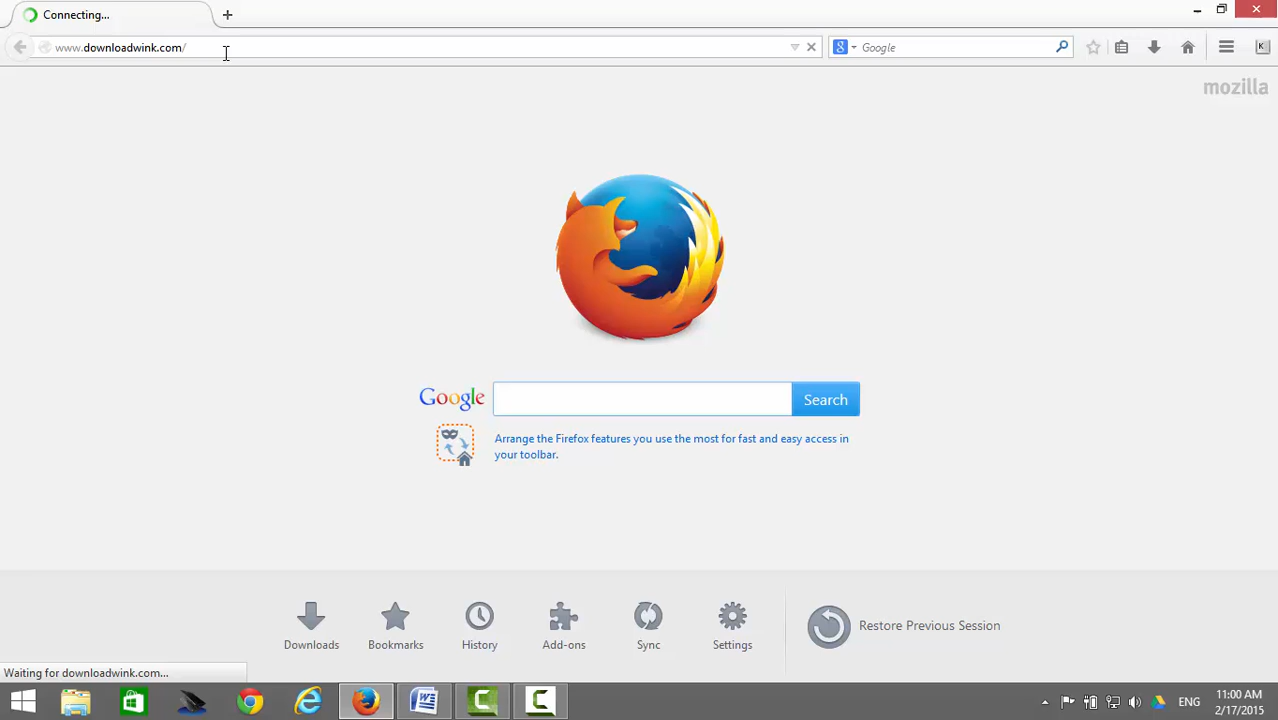 Connecting...
www.downloadwink.com/
Google
mozilla
Google
Search
Arrange the Firefox features you use the most for fast and easy access in
your toolbar.
Downloads
Bookmarks
History
Add-ons
Sync
Settings
Restore Previous Session
Waiting for downloadwink.com...
ENG
11:00 AM
2/17/2015